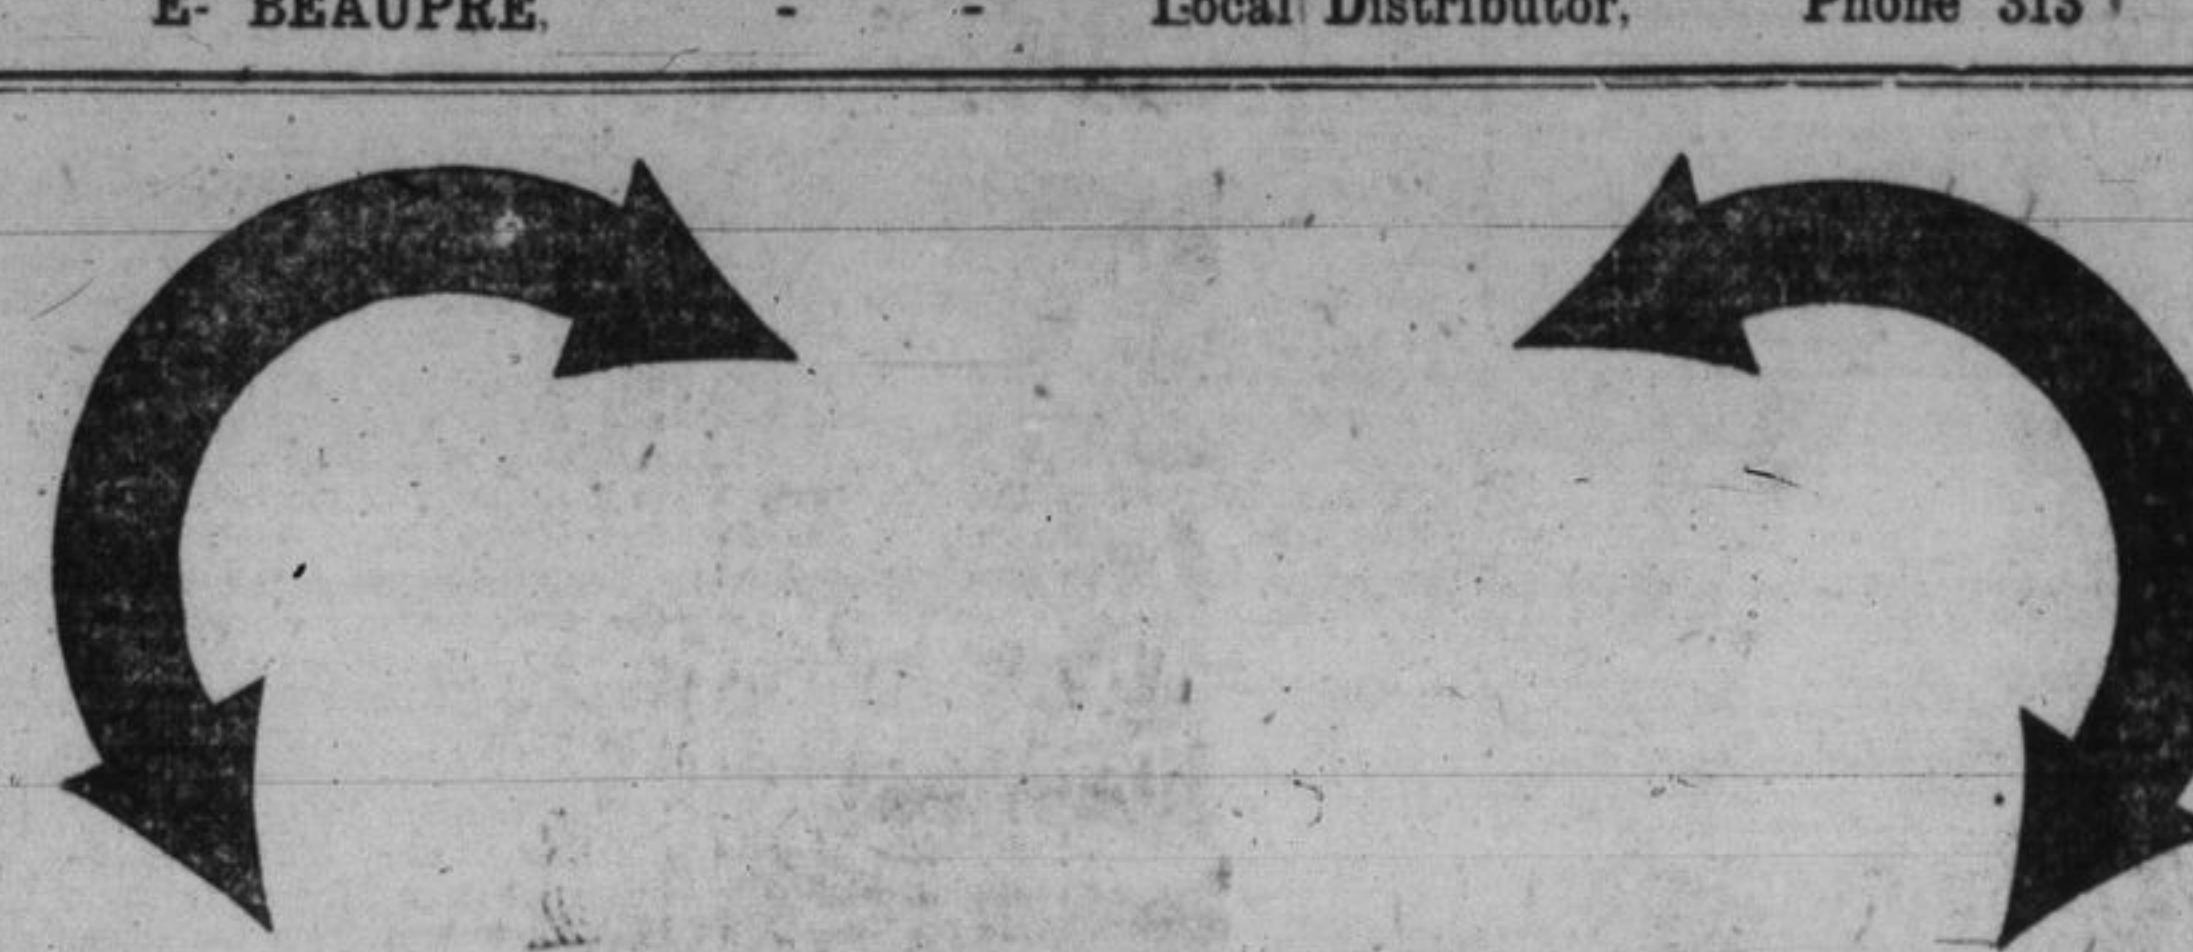 E- BEAUPRE, - - Local Distributor, Phone 313